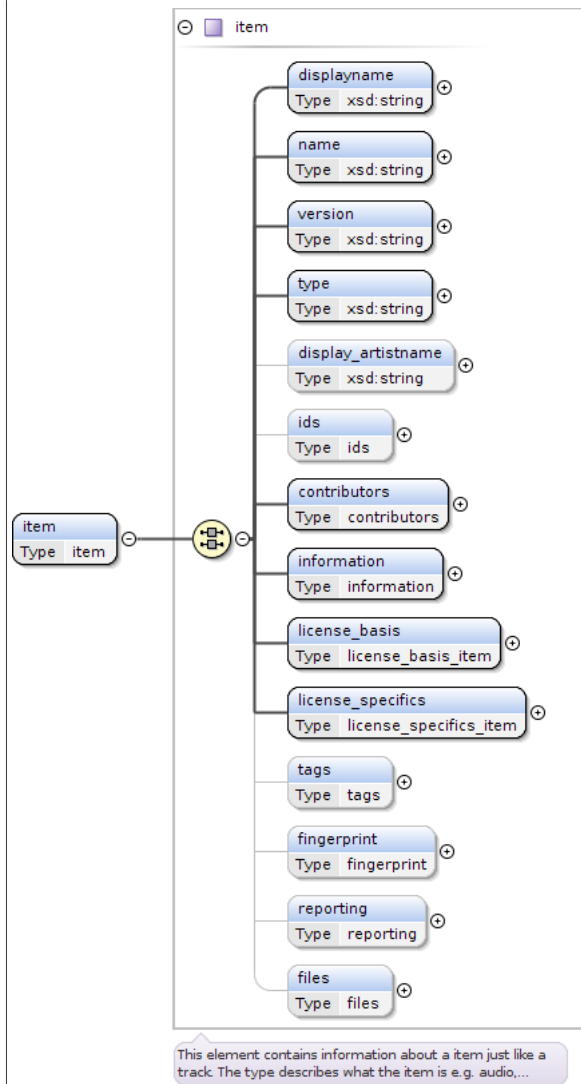 item
displayname
Type xsd:string
name
Type xsd:string
version
Type xsd:string
type
Type xsd:string
display_artistname
Type xsd:string
ids
Type ids
contributors
Type contributors
item
Type item
information
Type information
license_basis
Type license_basis_item
license_specifics
Type license_specifics_item
tags
Type tags
fingerprint
Type fingerprint
reporting
Type reporting
files
Type files
This element contains information about a item just like a
track. The type describes what the item is e.g. audio,...